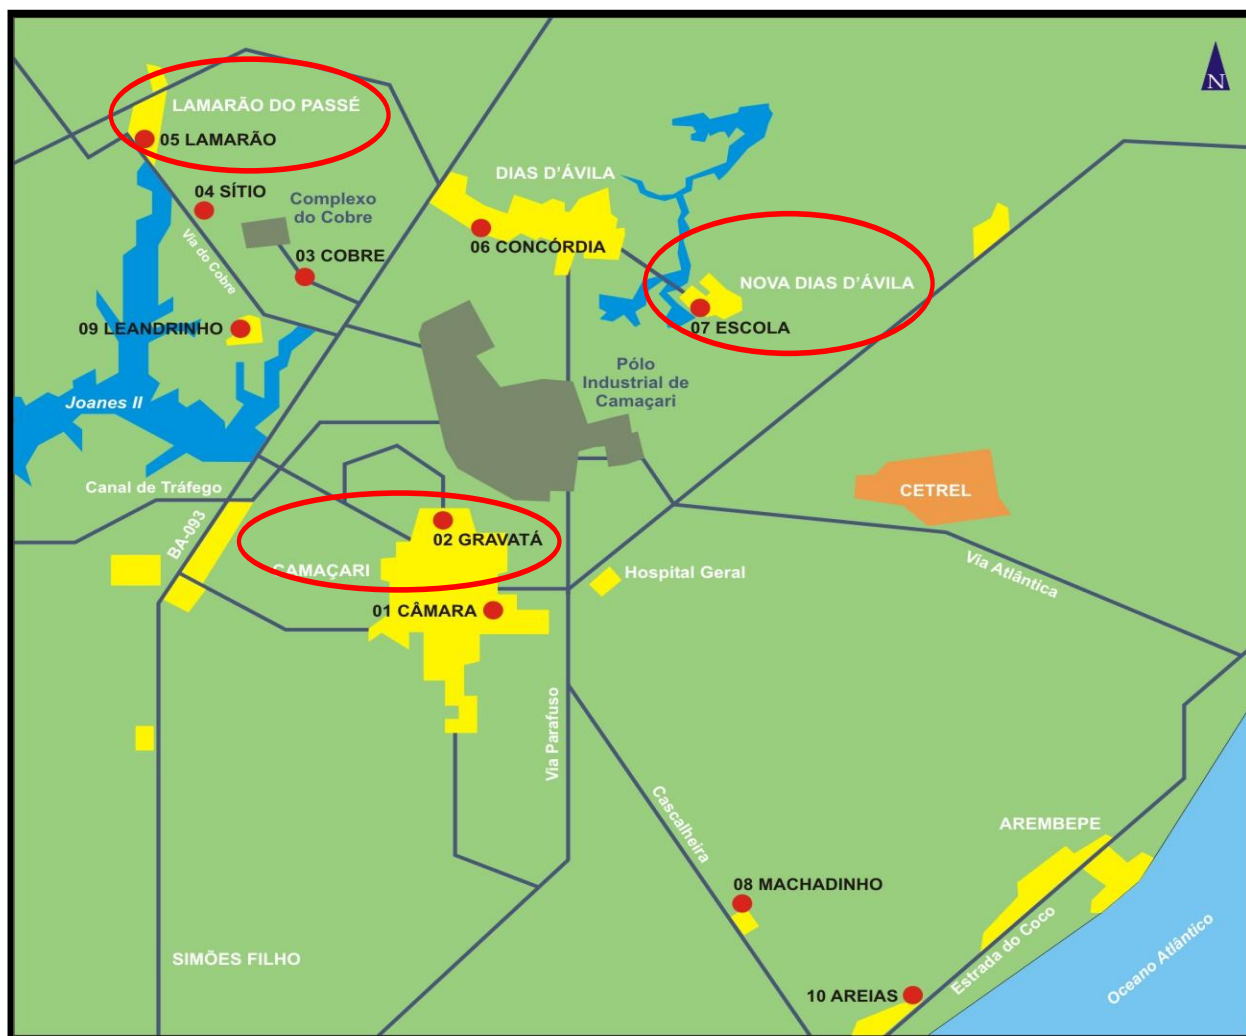 N
LAMARÃO DO PASSÉ
05 LAMARÃO
DIAS D'ÁVILA
04 SÍTIO
Complexo
do Cobre
Via do Cobre
06 CONCÓRDIA
03 COBRE
NOVA DIAS D'ÁVILA
07 ESCOLA
09 LEANDRINHO
Pólo
Industrial de
Camaçari
Joanes II
Canal de Tráfego
CETREL
BA-093
02 GRAVATÁ
CAMAÇARI
Hospital Geral
Via Atlântica
01 CÂMARA
Via Parafuso
Cascalheira
AREMBEPE
08 MACHADINHO
SIMÕES FILHO
Estrada do Coco
Oceano Atlântico
10 AREIAS